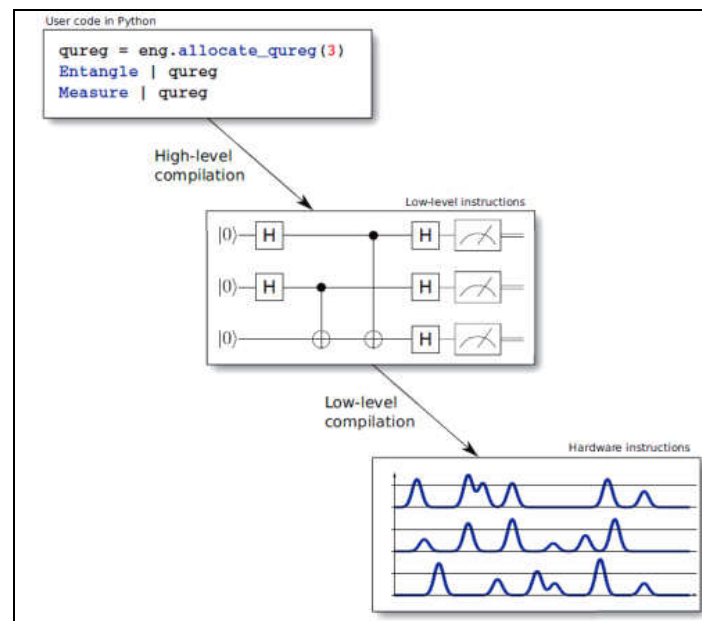 User code in Python
qureg = eng.allocate_qureg(3)
Entangle | qureg
Measure | qureg
High-level
compilation
Low-level instructions
|0⟩ H H
|0⟩ H H
|0⟩ H
Low-level
compilation
Hardware instructions